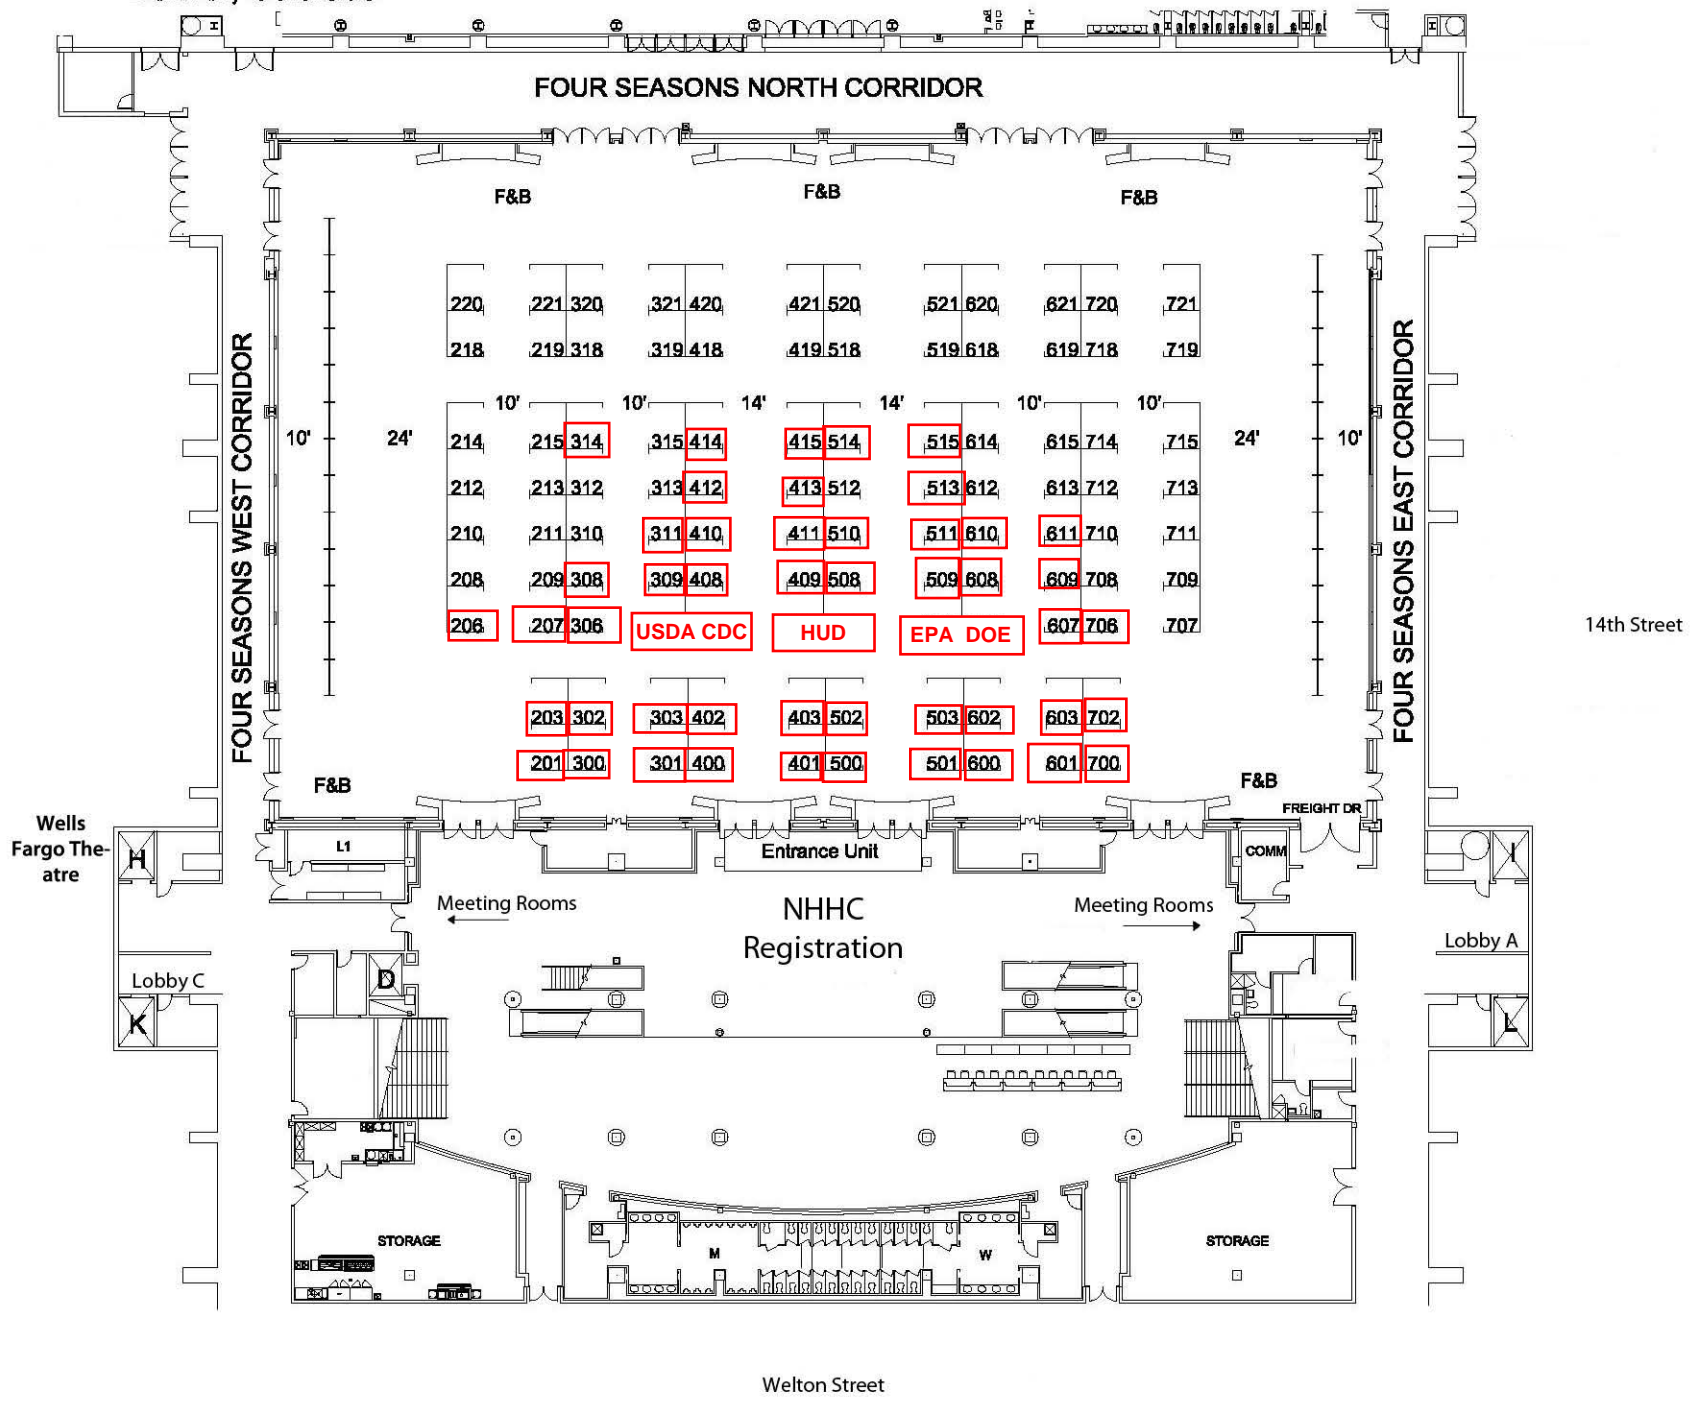 FOUR SEASONS NORTH CORRIDOR
F&B F&B F&B
220 221 320 321 420 421 520 521 620 621 720 721
218 219 318 319 418 419 518 519 618 619 718 719
10' 10' 14' 14' 10' 10'
10' 24' 214 215 314 315 414 415 514 515 614 615 714 715 24' 10'
212 213 312 313 412 413 512 513 612 613 712 713
210 211 310 311 410 411 510 511 610 611 710 711
208 209 308 309 408 409 508 509 608 609 708 709
206 207 306 USDA CDC HUD EPA DOE 607 706 707
203 302 303 402 403 502 503 602 603 702
201 300 301 400 401 500 501 600 601 700
FOUR SEASONS WEST CORRIDOR
FOUR SEASONS EAST CORRIDOR
14th Street
F&B F&B
FREIGHT DR
Wells
Fargo The-
atre
H
L1
Entrance Unit
COMM
I
Meeting Rooms
NHHC
Registration
Meeting Rooms
Lobby A
Lobby C
D
K
L
STORAGE
M
W
STORAGE
Welton Street